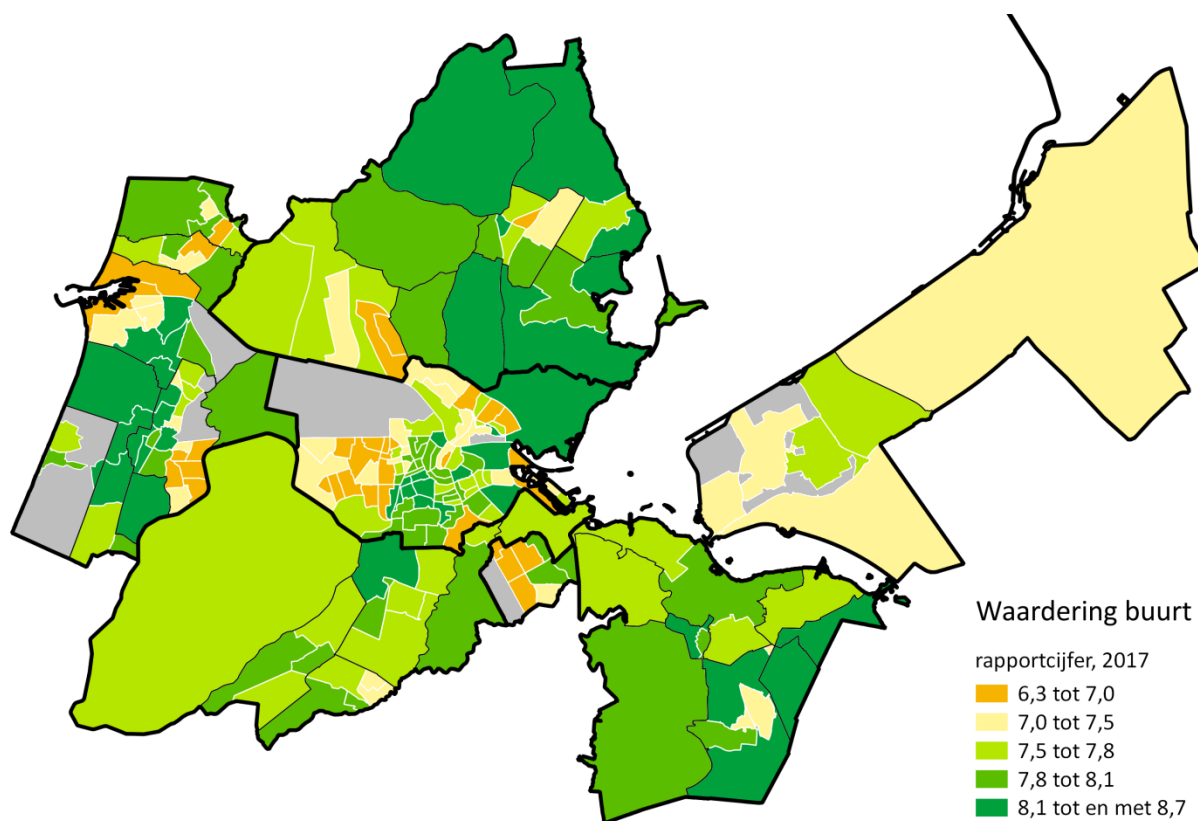 Waardering buurt
rapportcijfer, 2017
6,3 tot 7,0
7,0 tot 7,5
7,5 tot 7,8
7,8 tot 8,1
8,1 tot en met 8,7